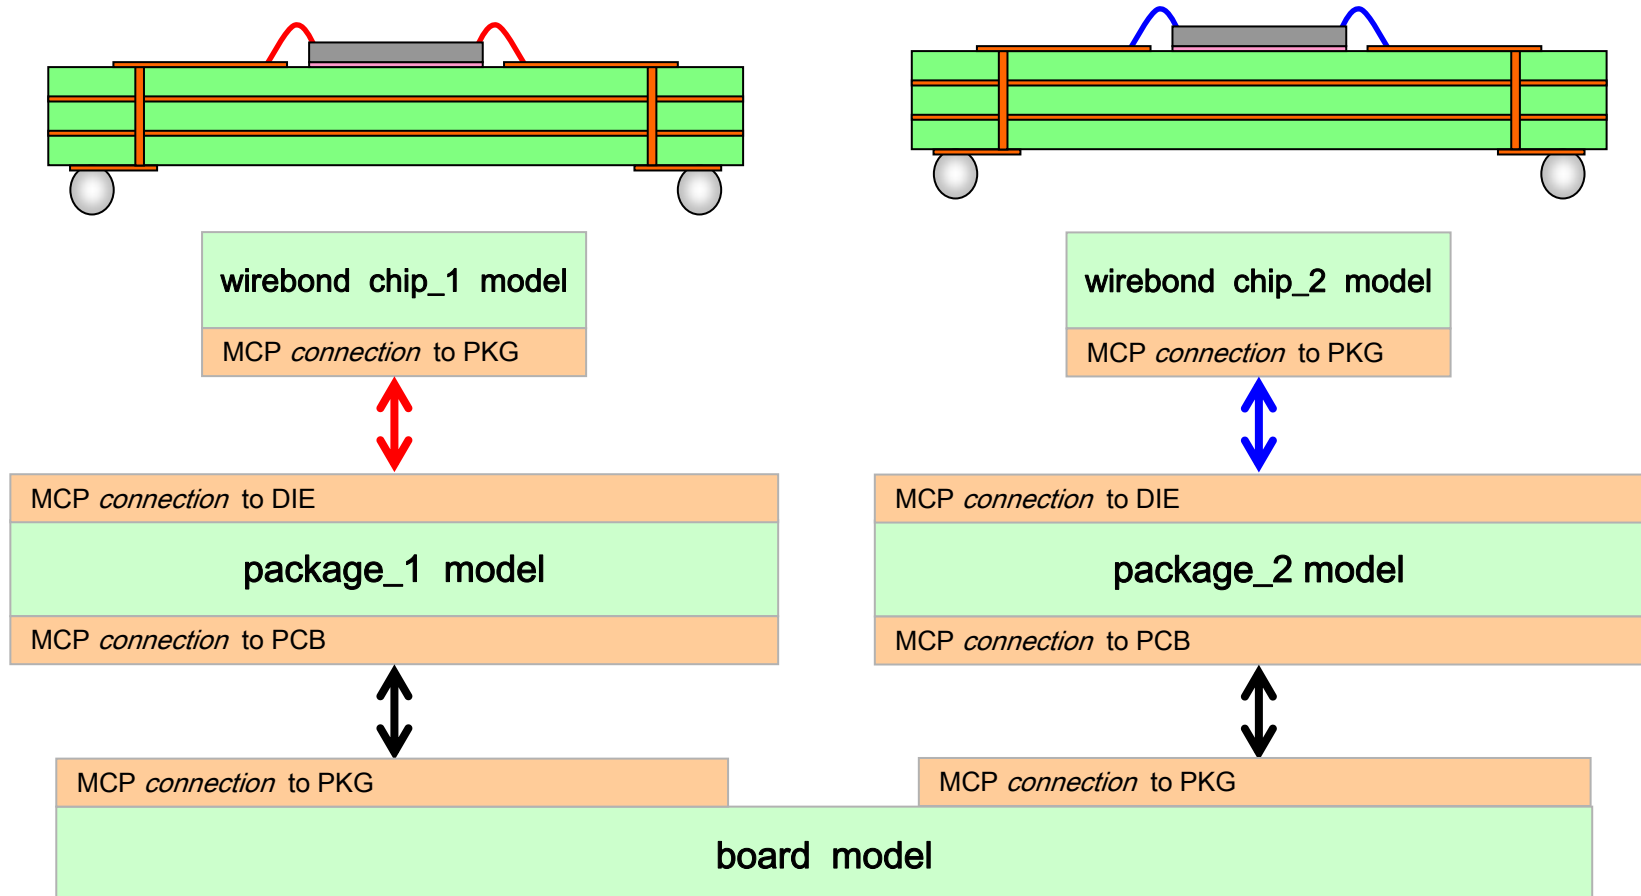 wirebond chip_1 model
wirebond chip_2 model
MCP connection to PKG
MCP connection to PKG
MCP connection to DIE
MCP connection to DIE
package_1 model
package_2 model
MCP connection to PCB
MCP connection to PCB
MCP connection to PKG
MCP connection to PKG
board model